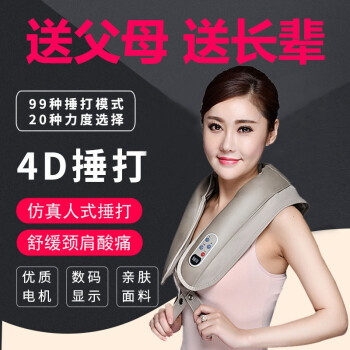 送父母 送长辈
99种捶打模式
20种力度选择
4D捶打
仿真人式捶打
舒缓颈肩酸痛
优质 数码 亲肤
电机 显示 面料